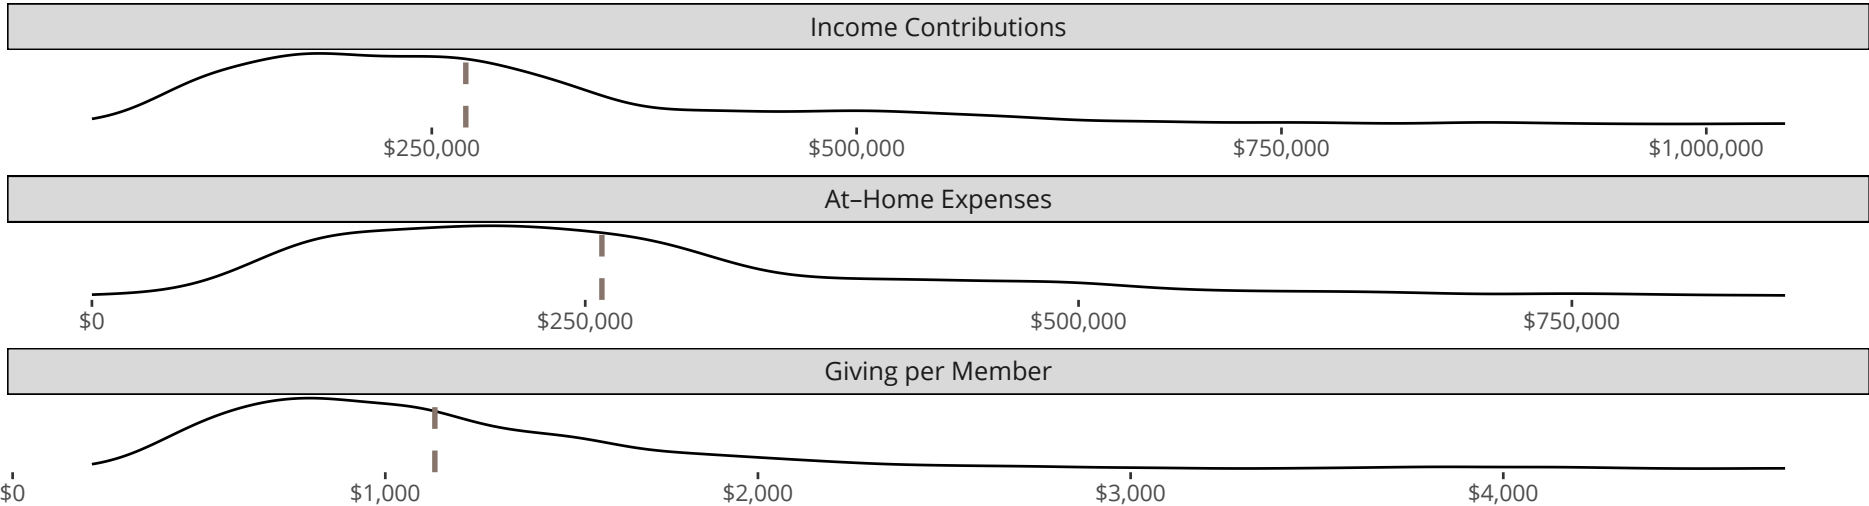 Income Contributions
$250,000 $500,000 $750,000 $1,000,000
At–Home Expenses
$0 $250,000 $500,000 $750,000
Giving per Member
$0 $1,000 $2,000 $3,000 $4,000